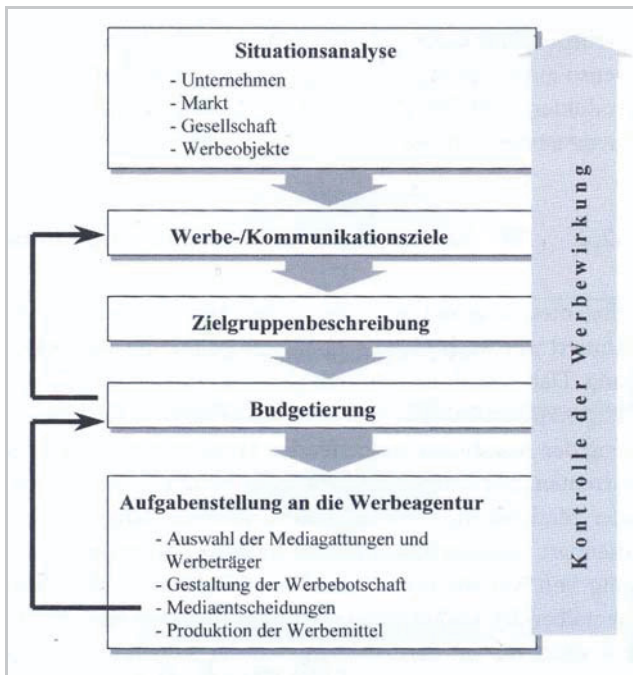 Situationsanalyse
- Unternehmen
- Markt
- Gesellschaft
- Werbeobjekte
Werbe-/Kommunikationsziele
Zielgruppenbeschreibung
Budgetierung
Aufgabenstellung an die Werbeagentur
- Auswahl der Mediagattungen und
Werbeträger
- Gestaltung der Werbebotschaft
- Mediaentscheidungen
- Produktion der Werbemittel
Kontrolle der Werbewirkung